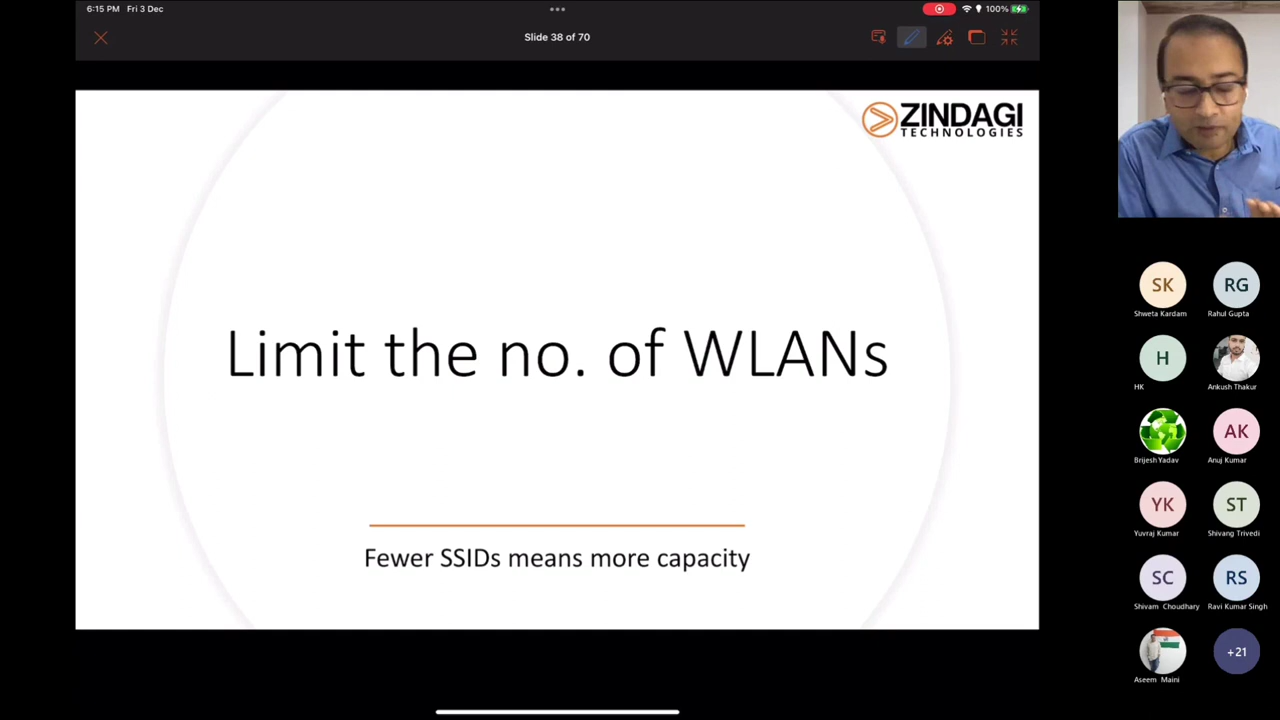 6:15 PM Fri 3 Dec
100%
Slide 38 of 70
ZINDAGI
TECHNOLOGIES
Limit the no. of WLANs
Fewer SSIDs means more capacity
SK
RG
Shweta Kardam
Rahul Gupta
H
HK
Ankush Thakur
AK
Brijesh Yadav
Anuj Kumar
YK
ST
Yuvraj Kumar
Shivang Trivedi
SC
RS
Shivam Choudhary
Ravi Kumar Singh
+21
Aseem Maini